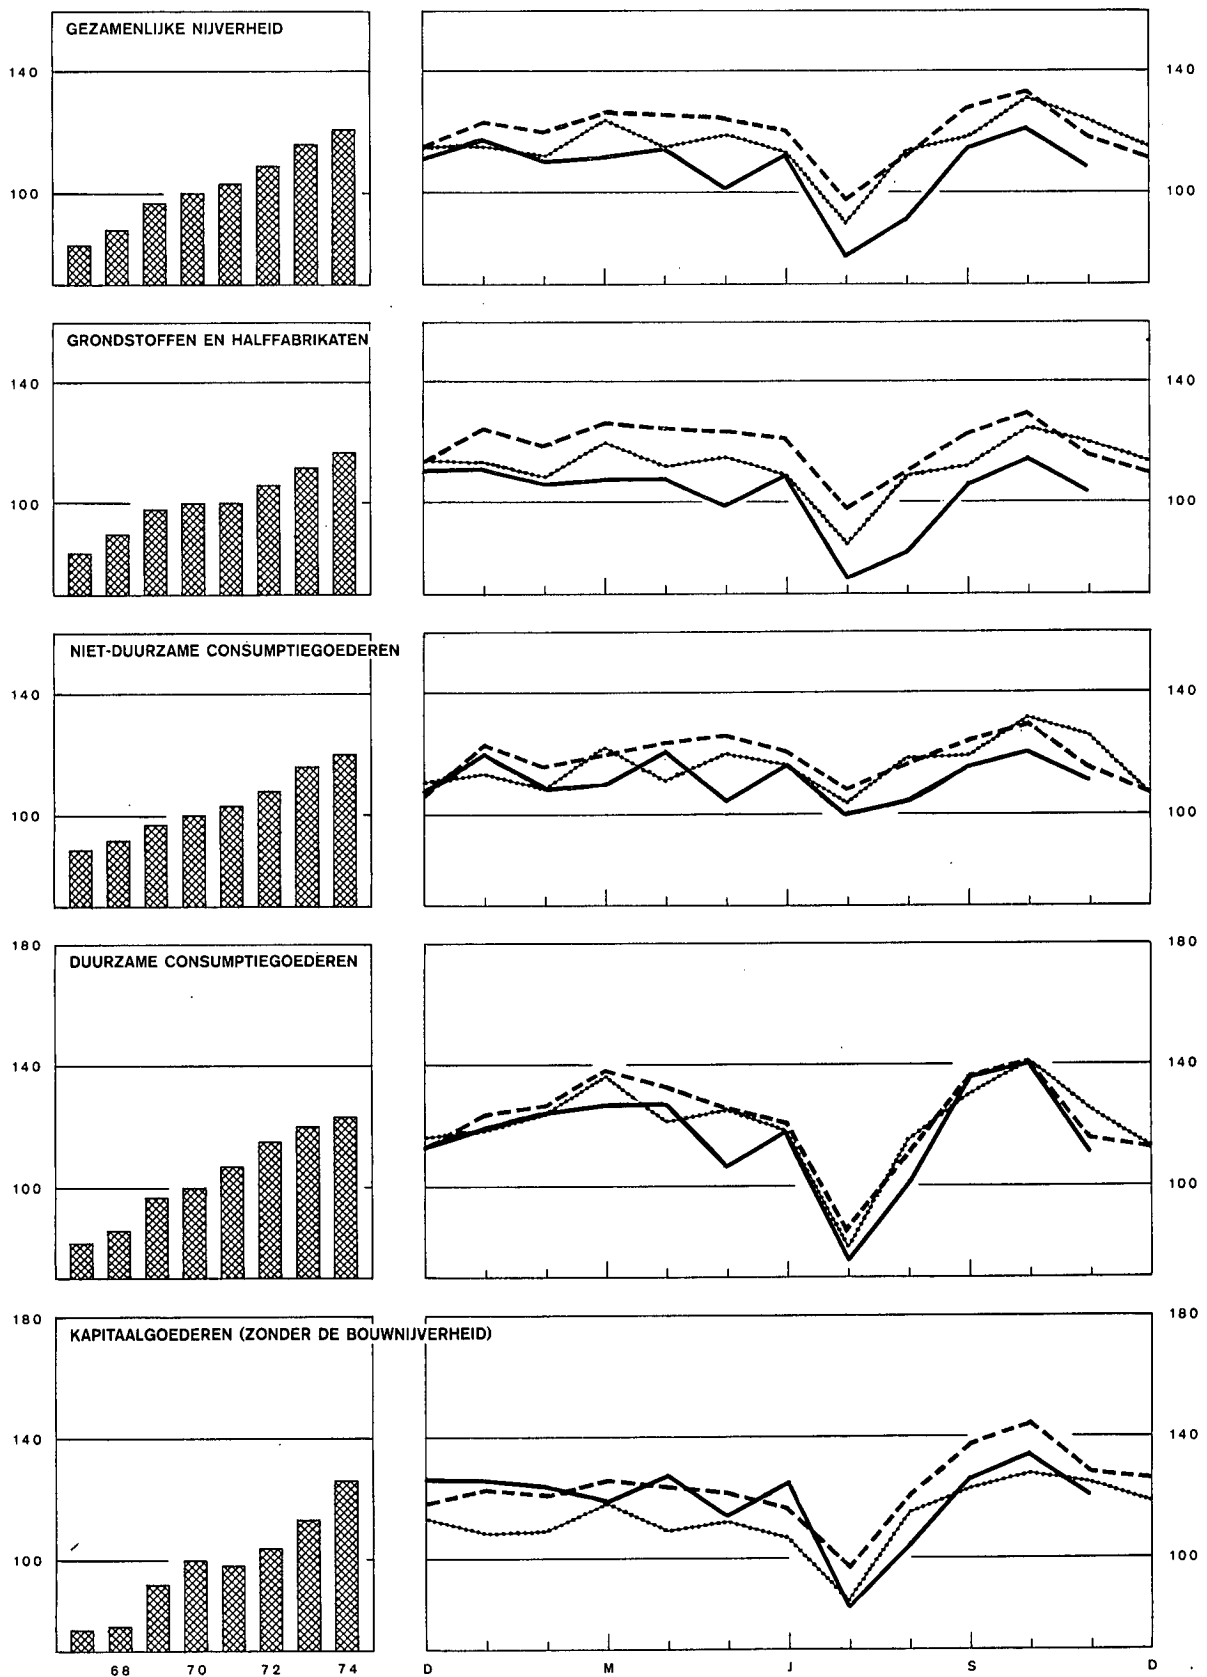 GEZAMENLIJKE NIJVERHEID
140 140
100 100
GRONDSTOFFEN EN HALFFABRIKATEN
140 140
100 100
NIET-DUURZAME CONSUMPTIEGOEDEREN
140 140
100 100
180 180
DUURZAME CONSUMPTIEGOEDEREN
140 140
100 100
180 180
KAPITAALGOEDEREN (ZONDER DE BOUWNIJVERHEID)
140 140
100 100
68 70 72 74 D M J S D